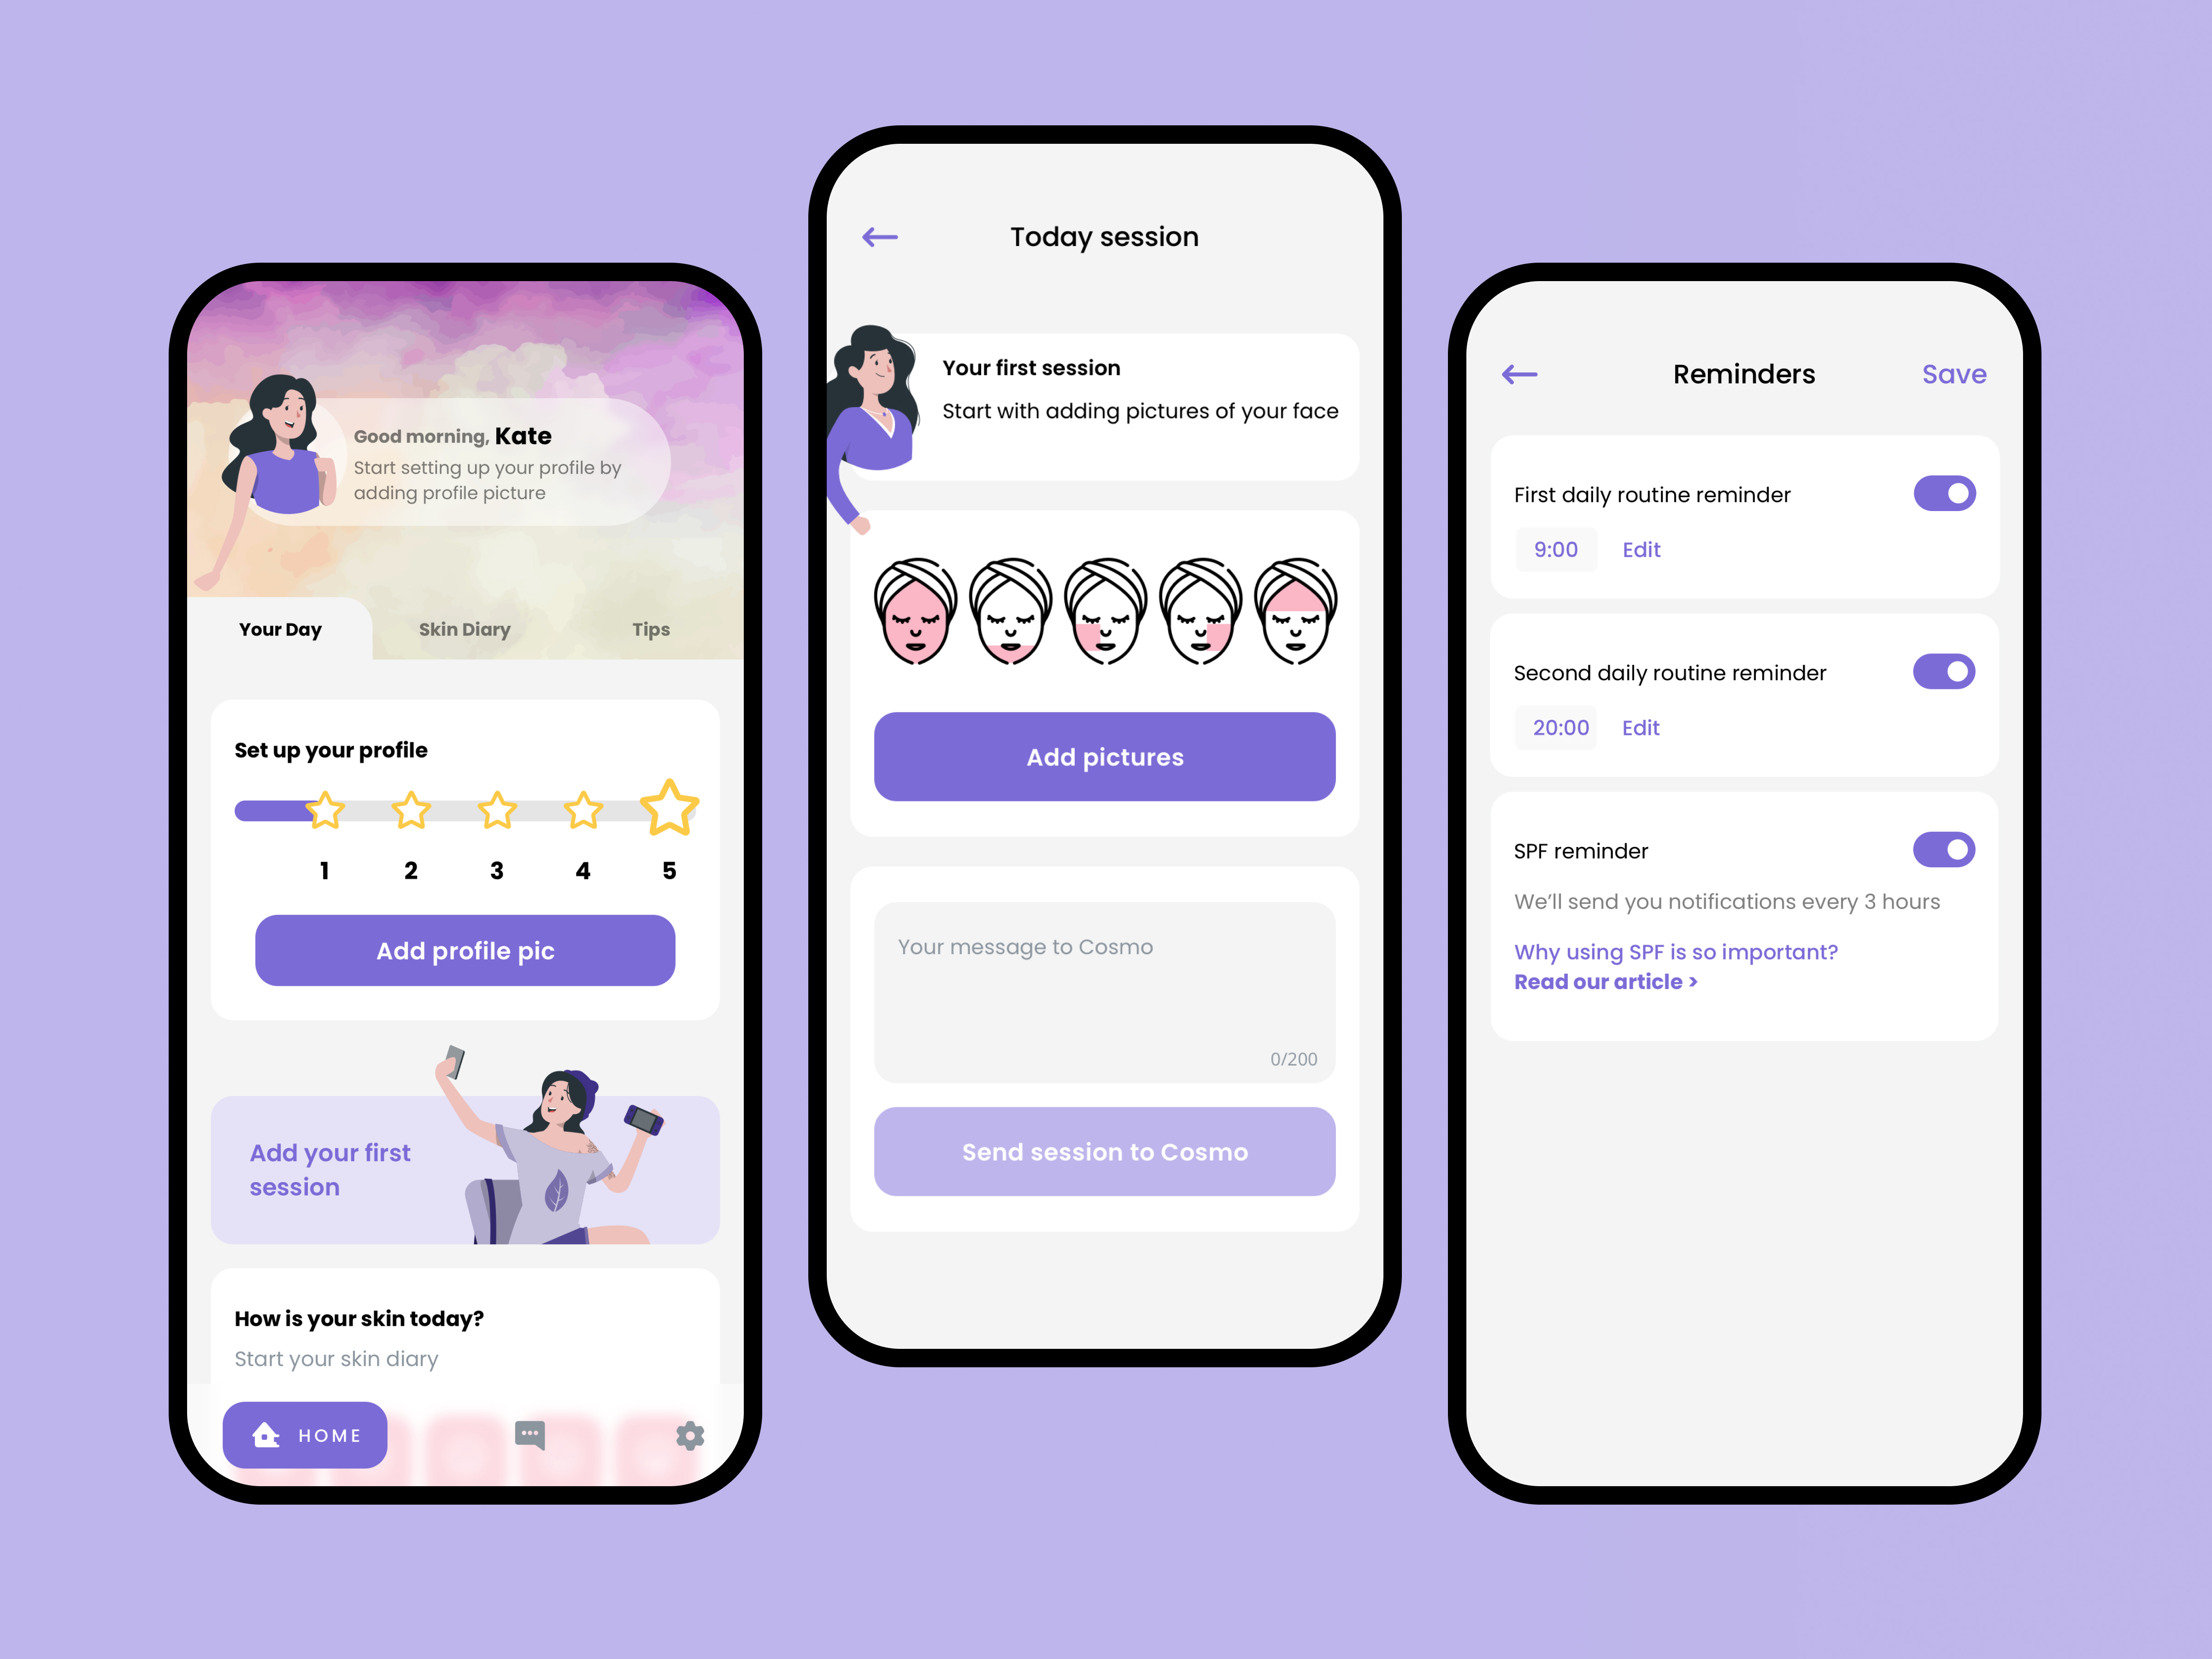 Good morning, Kate
Start setting up your profile by
adding profile picture
Your Day
Skin Diary
Tips
Set up your profile
1
2
3
4
5
Add profile pic
Add your first
session
How is your skin today?
Start your skin diary
HOME
Today session
Your first session
Start with adding pictures of your face
Add pictures
Your message to Cosmo
0/200
Send session to Cosmo
Reminders
Save
First daily routine reminder
9:00
Edit
Second daily routine reminder
20:00
Edit
SPF reminder
We'll send you notifications every 3 hours
Why using SPF is so important?
Read our article >